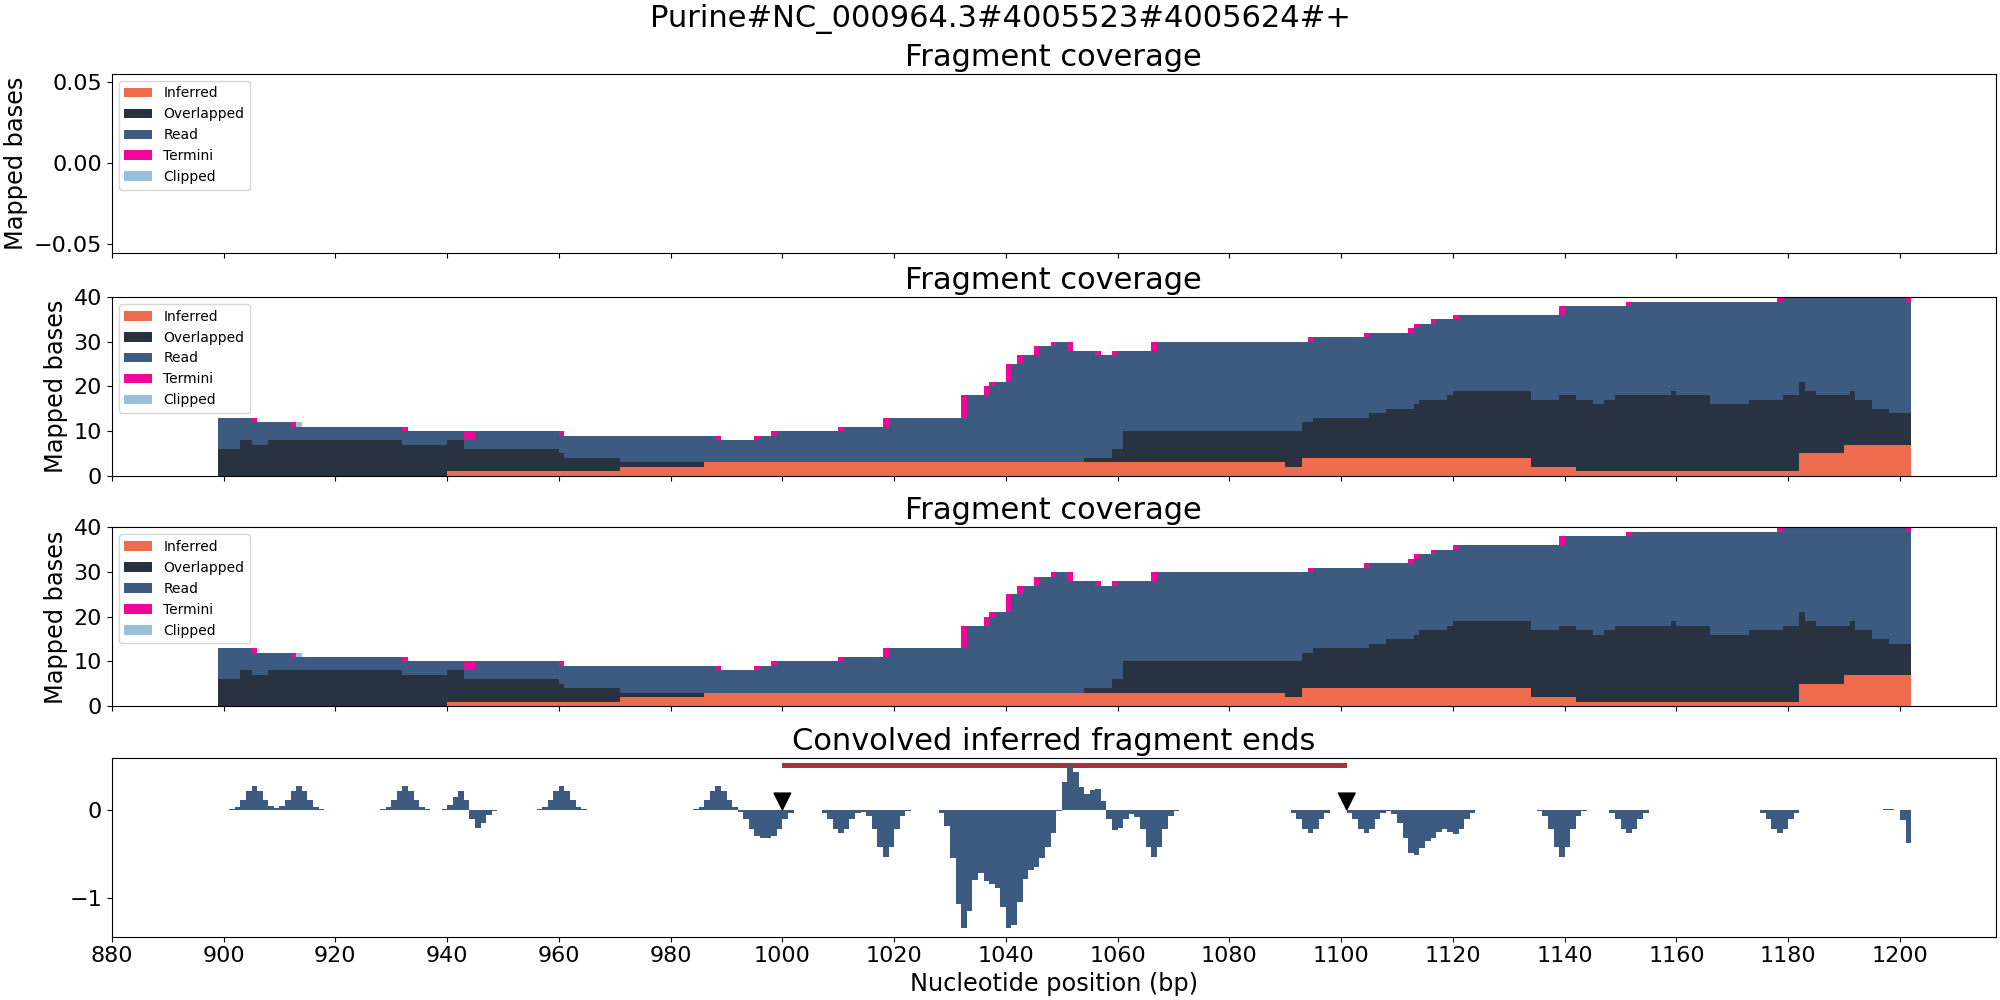 Purine#NC_000964.3#4005523#4005624#+
Fragment coverage
Mapped bases
0.05
0.00
−0.05
Inferred
Overlapped
Read
Termini
Clipped
Fragment coverage
Mapped bases
40
30
20
10
0
Inferred
Overlapped
Read
Termini
Clipped
Fragment coverage
Mapped bases
40
30
20
10
0
Inferred
Overlapped
Read
Termini
Clipped
Convolved inferred fragment ends
0
−1
880 900 920 940 960 980 1000 1020 1040 1060 1080 1100 1120 1140 1160 1180 1200
Nucleotide position (bp)